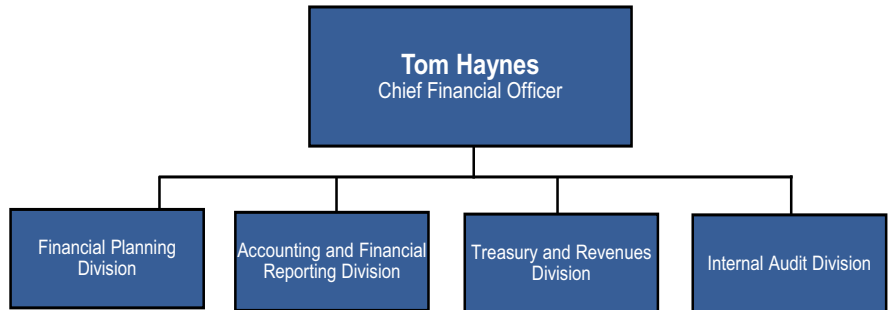 Tom Haynes
Chief Financial Officer
Financial Planning
Division
Accounting and Financial
Reporting Division
Treasury and Revenues
Division
Internal Audit Division